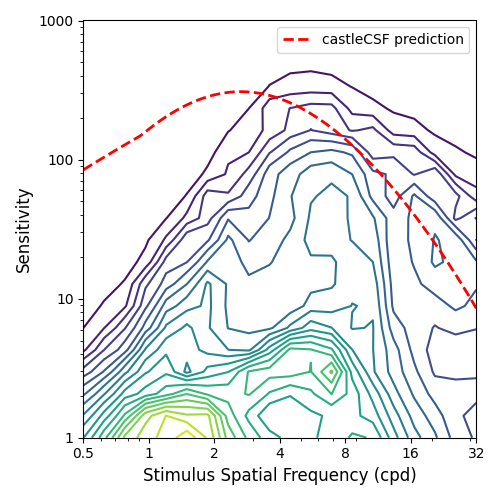 castleCSF prediction
1000
100
10
1
Sensitivity
0.5 1 2 4 8 16 32
Stimulus Spatial Frequency (cpd)